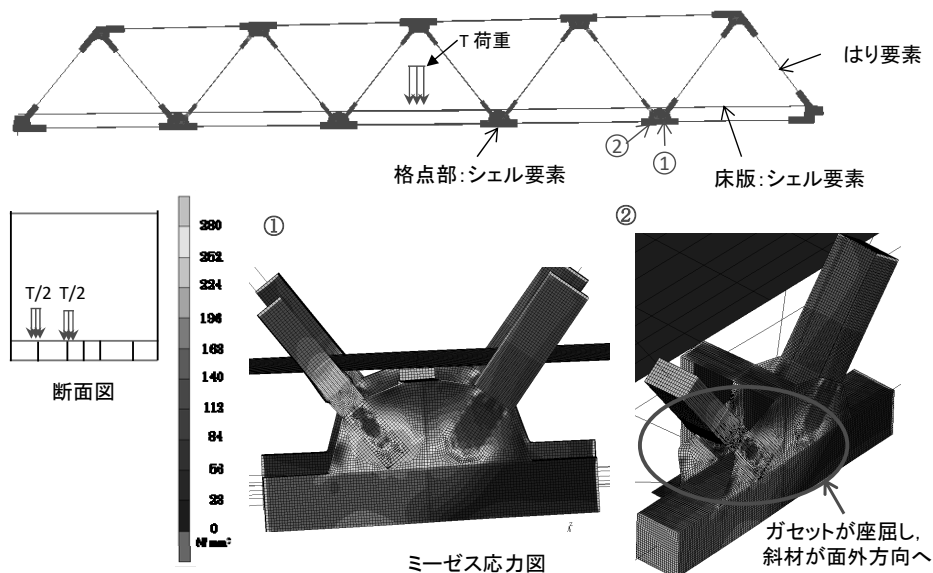 T 荷重
はり要素
②
①
格点部:シェル要素
床版:シェル要素
T/2
T/2
断面図
280
252
224
196
168
140
112
84
56
28
0
N/mm²
①
ミーゼス応力図
②
ガセットが座屈し,
斜材が面外方向へ